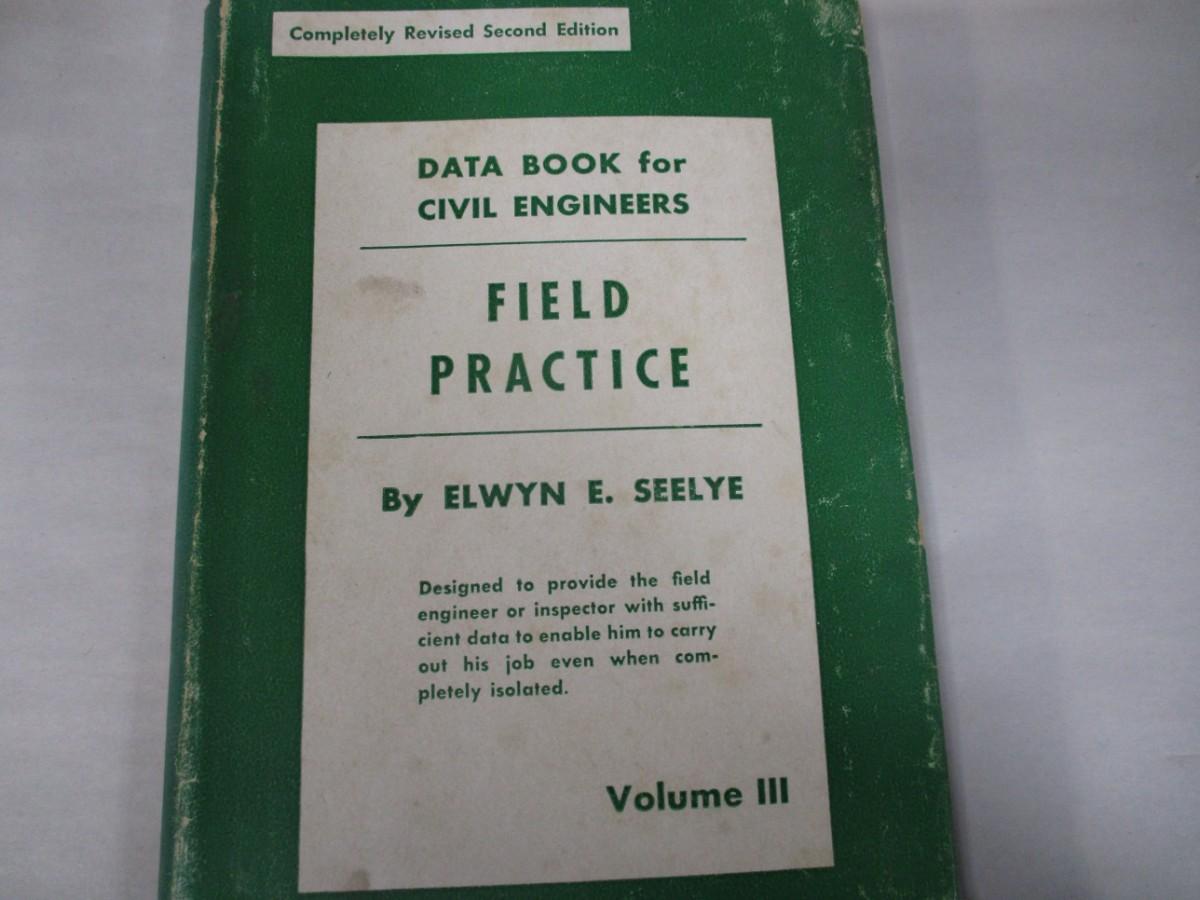 Completely Revised Second Edition
DATA BOOK for
CIVIL ENGINEERS
FIELD
PRACTICE
By ELWYN E. SEELYE
Designed to provide the field
engineer or inspector with suffi-
cient data to enable him to carry
out his job even when com-
pletely isolated.
Volume III